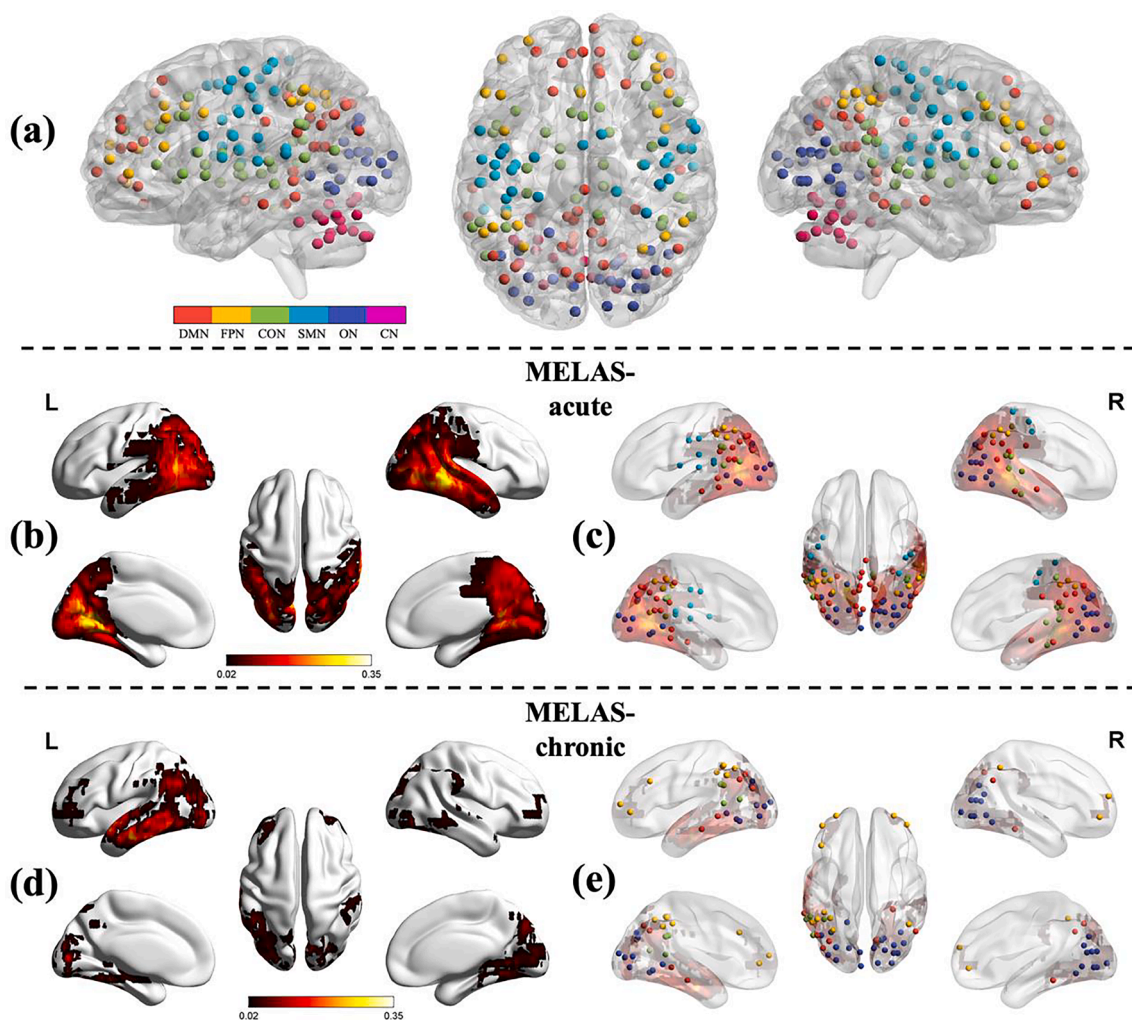 (a)
DMN FPN CON SMN ON CN
MELAS-
acute
L
R
(b)
(c)
0.02 0.35
MELAS-
chronic
L
R
(d)
(e)
0.02 0.35